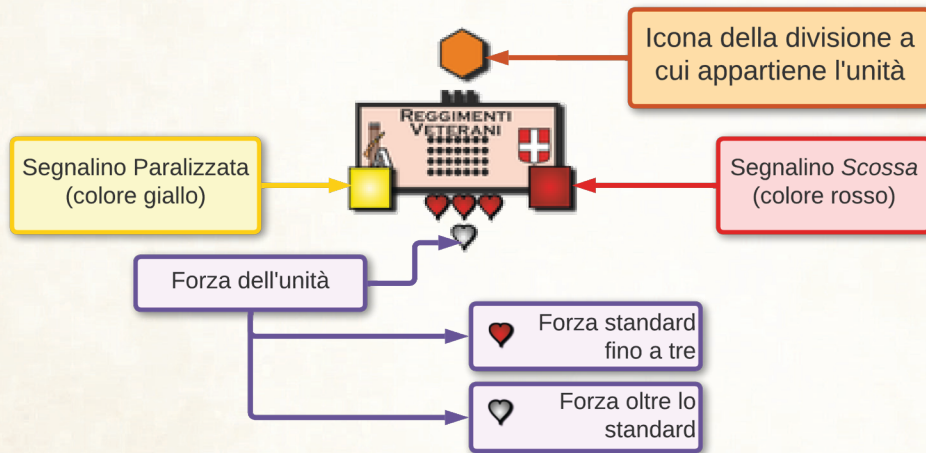 Icona della divisione a
cui appartiene l'unità
REGGIMENTI
VETERANI
Segnalino Paralizzata
(colore giallo)
Segnalino Scossa
(colore rosso)
Forza dell'unità
Forza standard
fino a tre
Forza oltre lo
standard